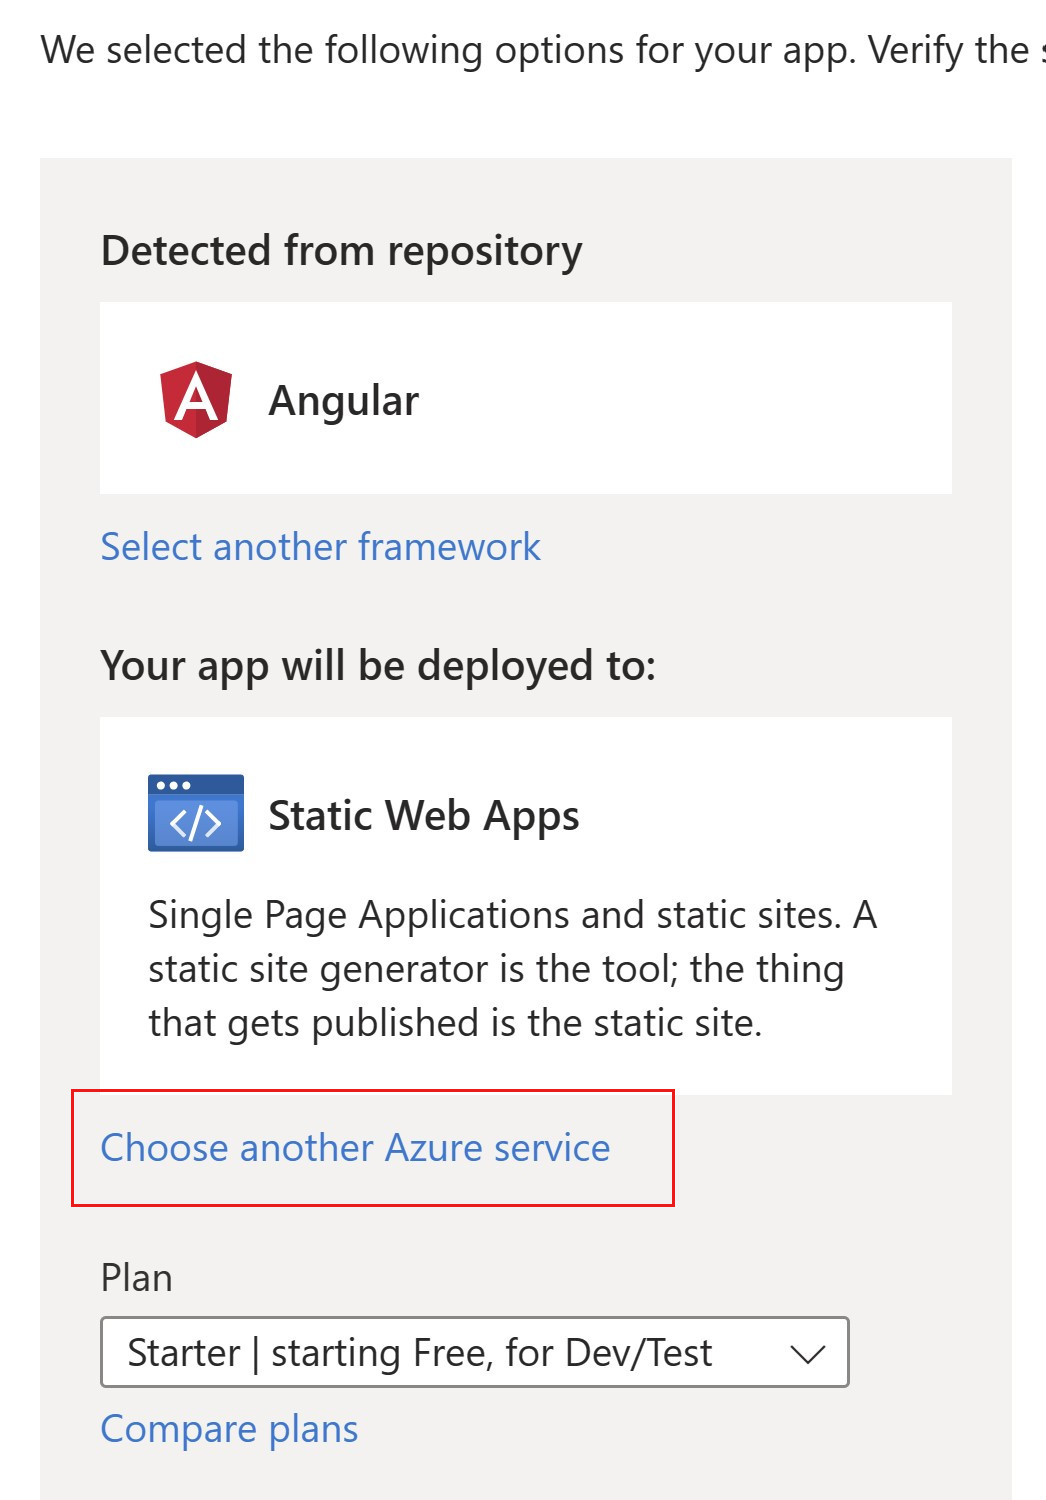 We selected the following options for your app. Verify the
Detected from repository
Angular
Select another framework
Your app will be deployed to:
Static Web Apps
Single Page Applications and static sites. A
static site generator is the tool; the thing
that gets published is the static site.
Choose another Azure service
Plan
Starter | starting Free, for Dev/Test
Compare plans